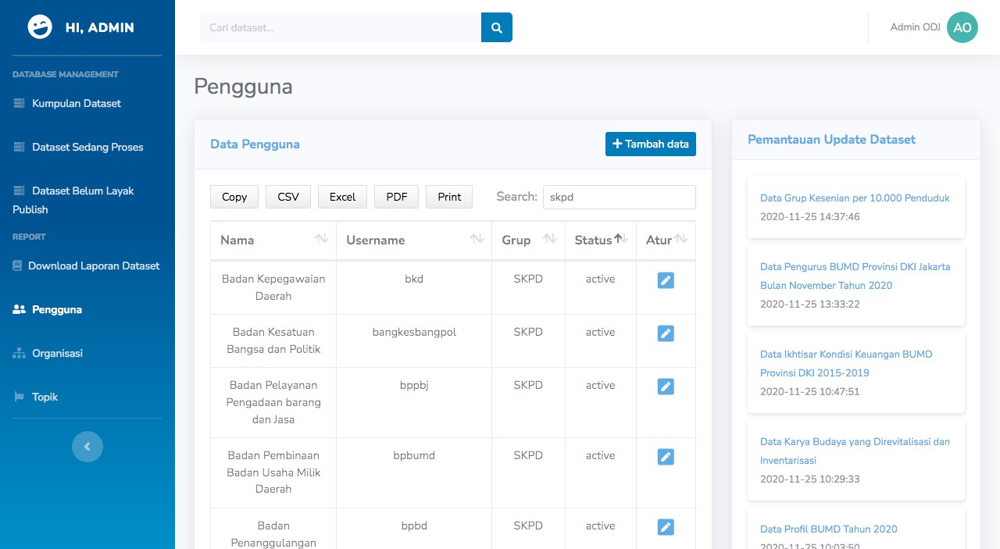 HI, ADMIN
DATABASE MANAGEMENT
Kumpulan Dataset
Dataset Sedang Proses
Dataset Belum Layak
Publish
REPORT
Download Laporan Dataset
Pengguna
Organisasi
Topik
Cari dataset...
Admin ODJ
AO
Pengguna
Data Pengguna
Tambah data
Copy CSV Excel PDF Print Search: skpd
Nama Username Grup Status Atur
Badan Kepegawaian bkd SKPD active
Daerah
Badan Kesatuan bangkesbangpol SKPD active
Bangsa dan Politik
Badan Pelayanan bppbj SKPD active
Pengadaan barang
dan Jasa
Badan Pembinaan bpbumd SKPD active
Badan Usaha Milik
Daerah
Badan bpbd SKPD active
Penanggulangan
Pemantauan Update Dataset
Data Grup Kesenian per 10.000 Penduduk
2020-11-25 14:37:46
Data Pengurus BUMD Provinsi DKI Jakarta
Bulan November Tahun 2020
2020-11-25 13:33:22
Data Ikhtisar Kondisi Keuangan BUMD
Provinsi DKI 2015-2019
2020-11-25 10:47:51
Data Karya Budaya yang Direvitalisasi dan
Inventarisasi
2020-11-25 10:29:33
Data Profil BUMD Tahun 2020
2020-11-25 10:03:50